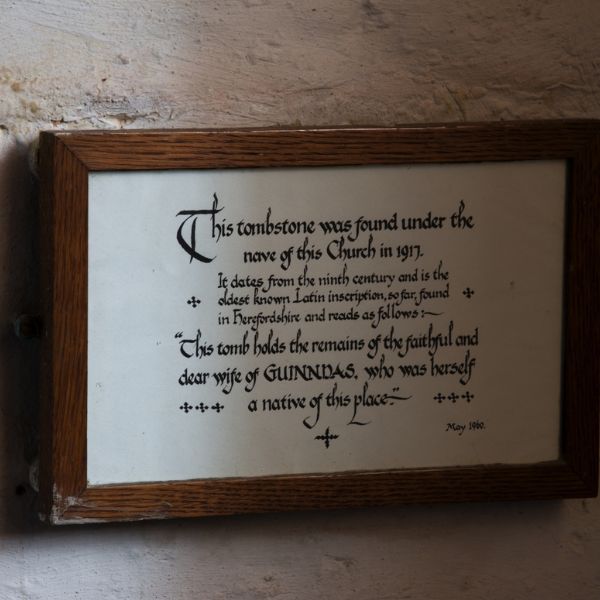 This tombstone was found under the
nave of this Church in 1917.
It dates from the ninth century and is the
oldest known Latin inscription, so far, found
in Herefordshire and reads as follows:~
"This tomb holds the remains of the faithful and
dear wife of GUINNDAS, who was herself
a native of this place."~
May 1960.